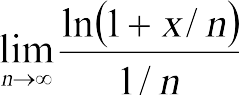 lim n→∞ ln(1 + x/n) / 1/n